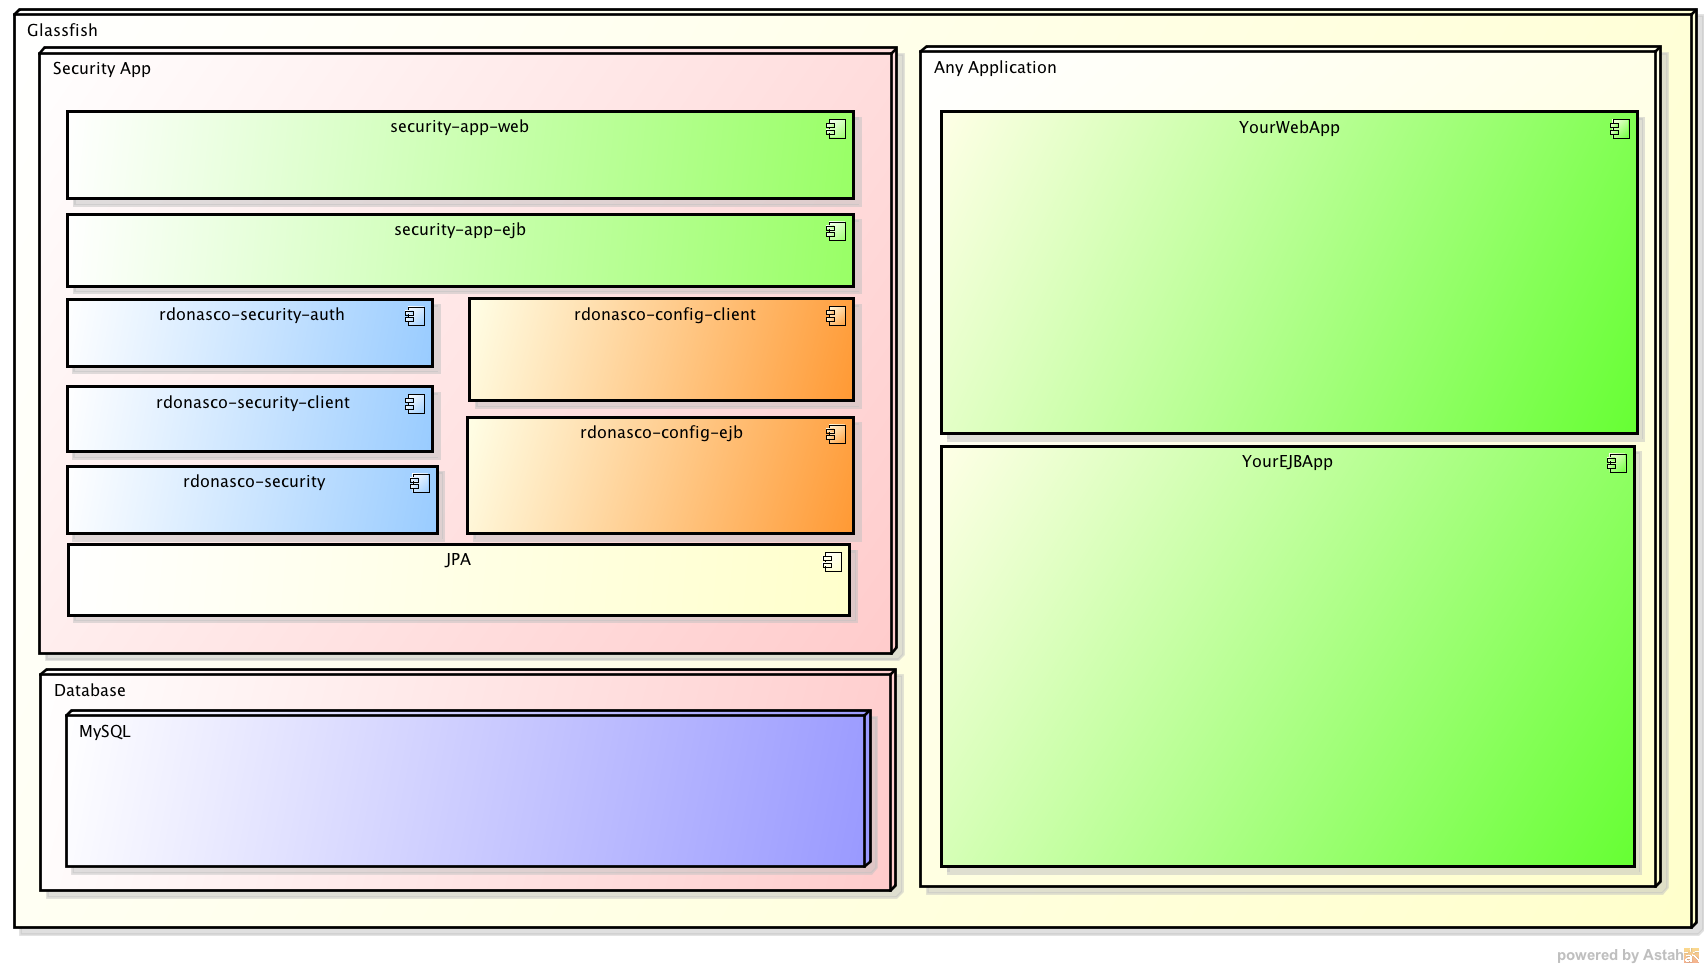 Glassfish
Security App
security-app-web
security-app-ejb
rdonasco-security-auth
rdonasco-config-client
rdonasco-security-client
rdonasco-config-ejb
rdonasco-security
JPA
Database
MySQL
Any Application
YourWebApp
YourEJBApp
powered by Astah